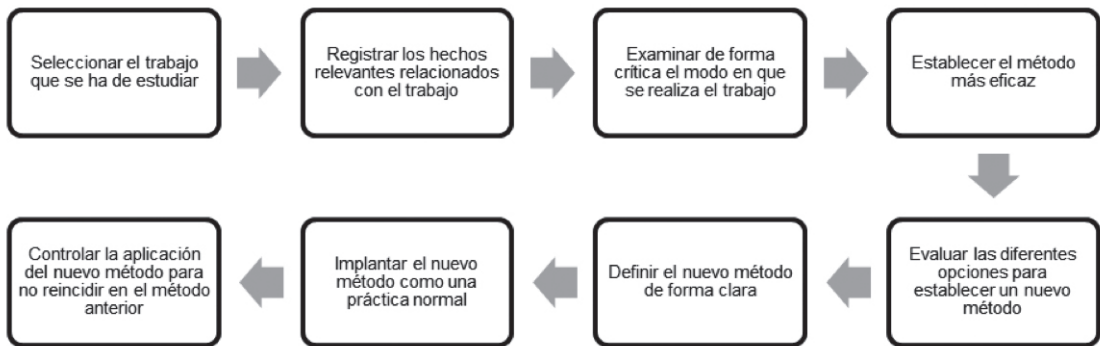 Seleccionar el trabajo
que se ha de estudiar
Registrar los hechos
relevantes relacionados
con el trabajo
Examinar de forma
crítica el modo en que
se realiza el trabajo
Establecer el método
más eficaz
Evaluar las diferentes
opciones para
establecer un nuevo
método
Definir el nuevo método
de forma clara
Implantar el nuevo
método como una
práctica normal
Controlar la aplicación
del nuevo método para
no reincidir en el método
anterior